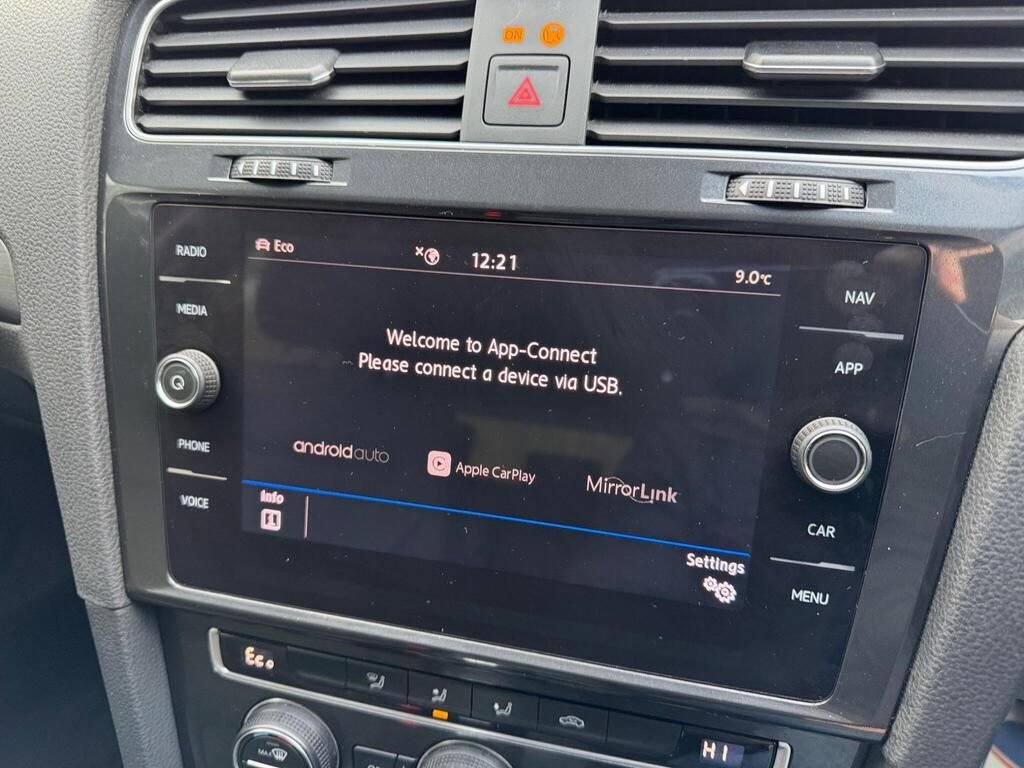 ON
RADIO
MEDIA
PHONE
VOICE
Eco
12:21
9.0°C
Welcome to App-Connect
Please connect a device via USB.
androidauto
Apple CarPlay
MirrorLink
Info
Settings
NAV
APP
CAR
MENU
Eco
HI
MAX